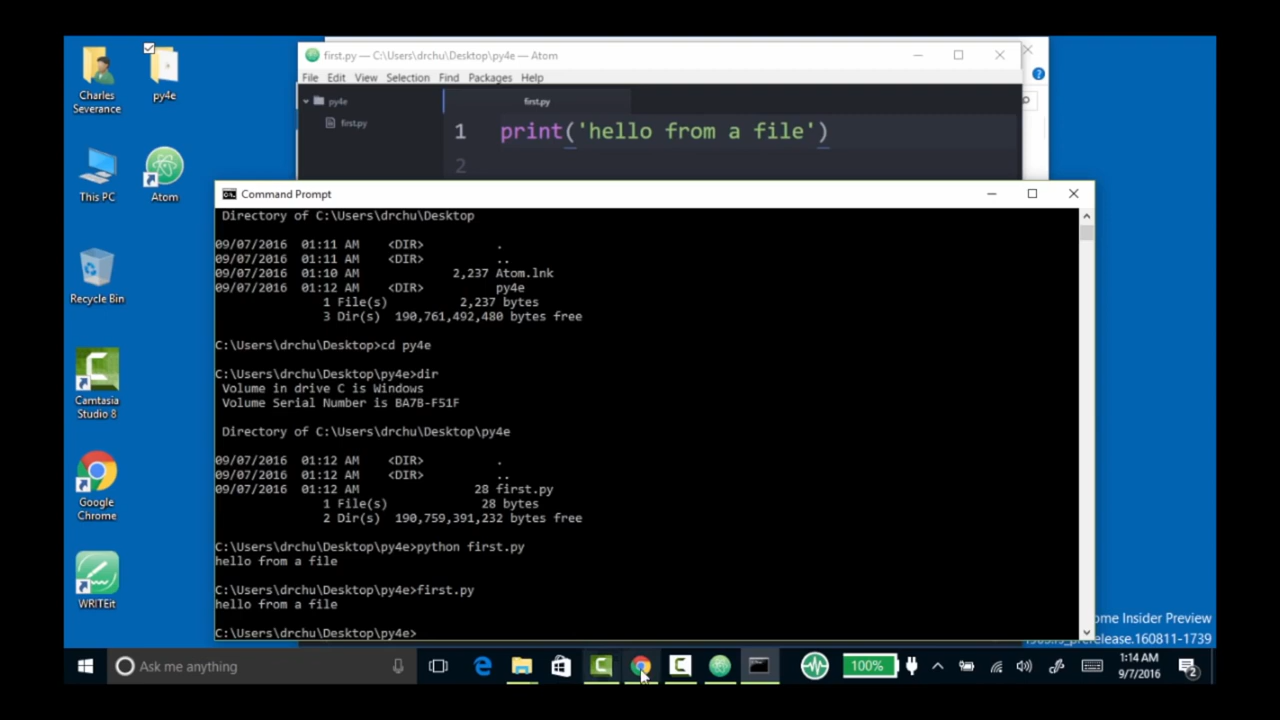 Charles
Severance
py4e
This PC
Atom
Recycle Bin
Camtasia
Studio 8
Google
Chrome
WRITEit
first.py — C:\Users\drchu\Desktop\py4e — Atom
File Edit View Selection Find Packages Help
py4e
first.py
first.py
1 print('hello from a file')
2
Command Prompt
Directory of C:\Users\drchu\Desktop
09/07/2016 01:11 AM <DIR> .
09/07/2016 01:11 AM <DIR> ..
09/07/2016 01:10 AM 2,237 Atom.lnk
09/07/2016 01:12 AM <DIR> py4e
1 File(s) 2,237 bytes
3 Dir(s) 190,761,492,480 bytes free
C:\Users\drchu\Desktop>cd py4e
C:\Users\drchu\Desktop\py4e>dir
Volume in drive C is Windows
Volume Serial Number is BA7B-F51F
Directory of C:\Users\drchu\Desktop\py4e
09/07/2016 01:12 AM <DIR> .
09/07/2016 01:12 AM <DIR> ..
09/07/2016 01:12 AM 28 first.py
1 File(s) 28 bytes
2 Dir(s) 190,759,391,232 bytes free
C:\Users\drchu\Desktop\py4e>python first.py
hello from a file
C:\Users\drchu\Desktop\py4e>first.py
hello from a file
C:\Users\drchu\Desktop\py4e>
ome Insider Preview
prerelease.160811-1739
Ask me anything
100%
1:14 AM
9/7/2016
2